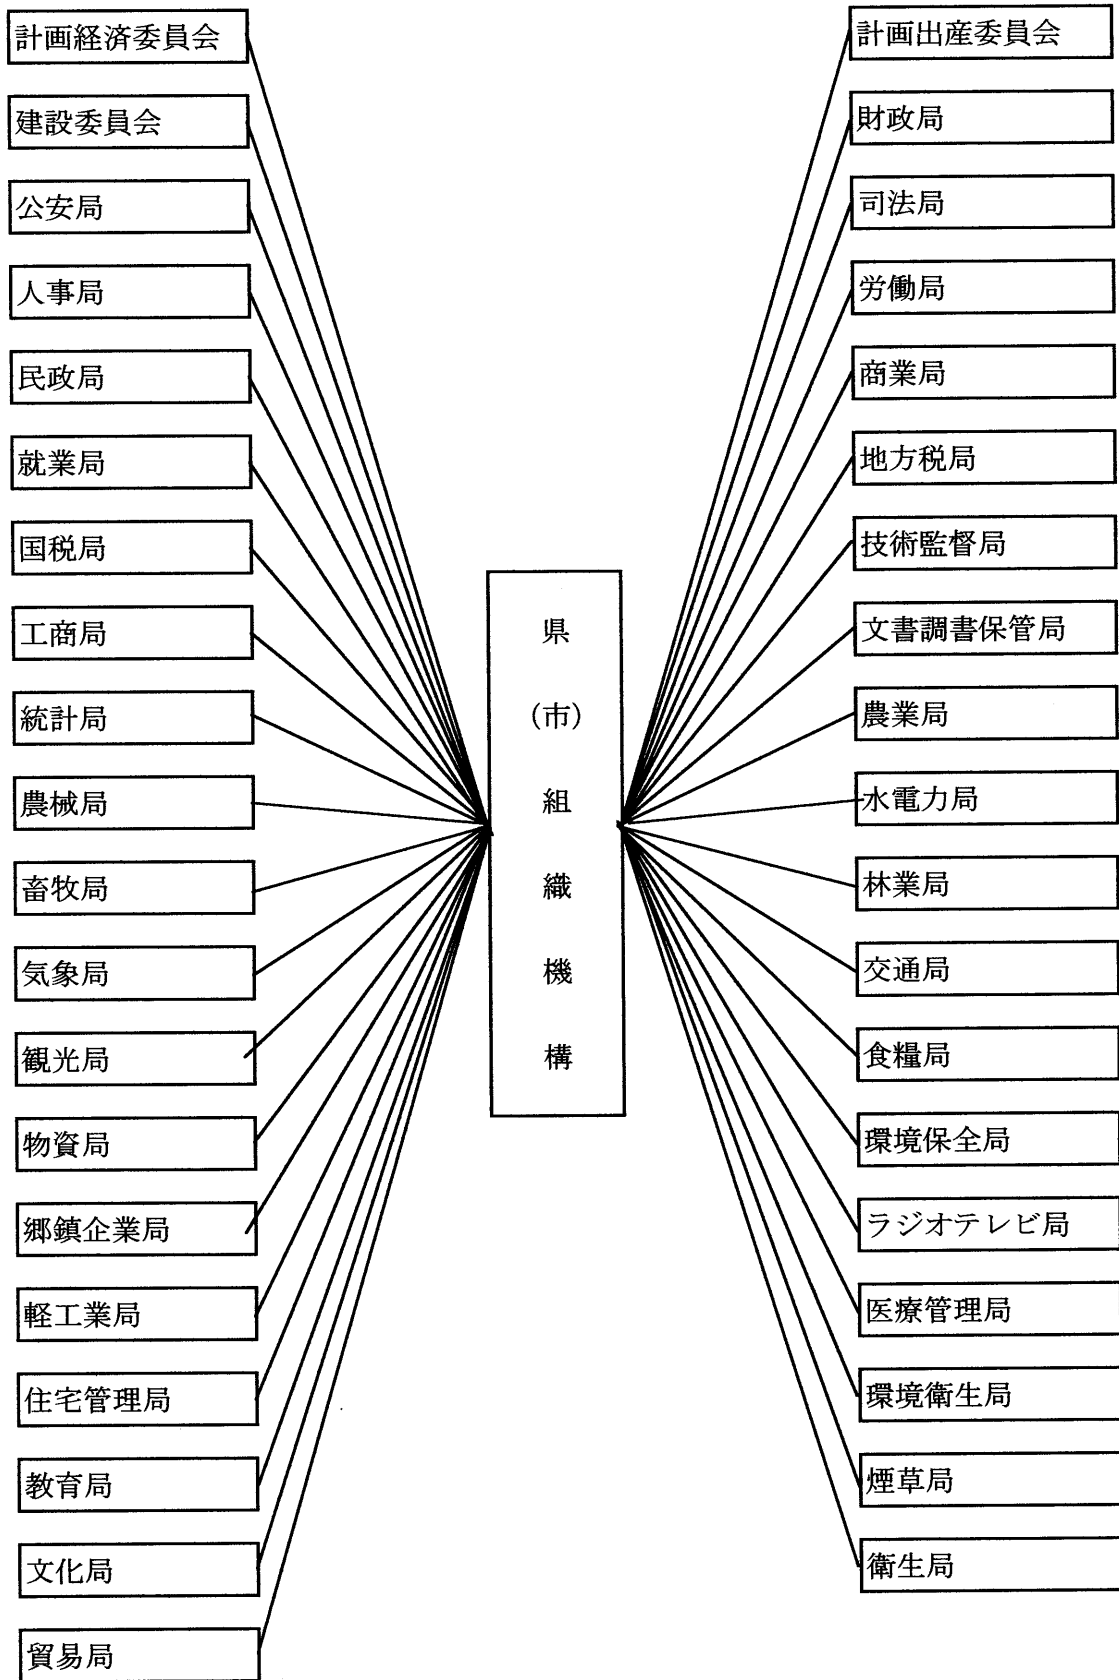 計画経済委員会
建設委員会
公安局
人事局
民政局
就業局
国税局
工商局
統計局
農械局
畜牧局
気象局
観光局
物資局
郷鎮企業局
軽工業局
住宅管理局
教育局
文化局
貿易局
県(市)組織機構
計画出産委員会
財政局
司法局
労働局
商業局
地方税局
技術監督局
文書調書保管局
農業局
水電力局
林業局
交通局
食糧局
環境保全局
ラジオテレビ局
医療管理局
環境衛生局
煙草局
衛生局